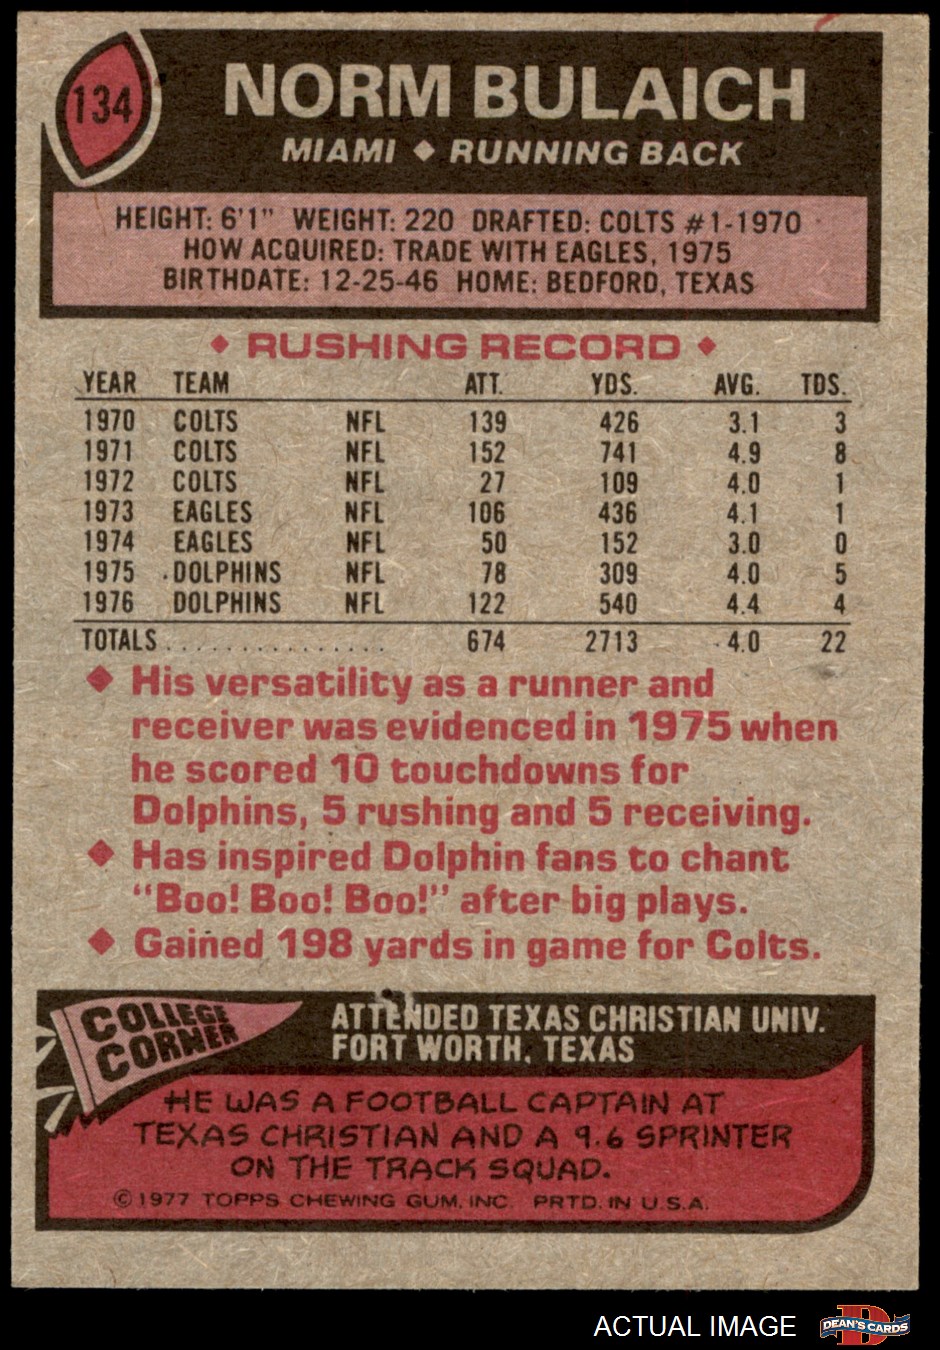 134
NORM BULAICH
MIAMI ◆ RUNNING BACK
HEIGHT: 6'1" WEIGHT: 220 DRAFTED: COLTS #1-1970
HOW ACQUIRED: TRADE WITH EAGLES, 1975
BIRTHDATE: 12-25-46 HOME: BEDFORD, TEXAS
◆ RUSHING RECORD ◆
YEAR TEAM ATT. YDS. AVG. TDS.
1970 COLTS NFL 139 426 3.1 3
1971 COLTS NFL 152 741 4.9 8
1972 COLTS NFL 27 109 4.0 1
1973 EAGLES NFL 106 436 4.1 1
1974 EAGLES NFL 50 152 3.0 0
1975 DOLPHINS NFL 78 309 4.0 5
1976 DOLPHINS NFL 122 540 4.4 4
TOTALS . . . . . . . . . . . . . . . 674 2713 4.0 22
◆ His versatility as a runner and
receiver was evidenced in 1975 when
he scored 10 touchdowns for
Dolphins, 5 rushing and 5 receiving.
◆ Has inspired Dolphin fans to chant
"Boo! Boo! Boo!" after big plays.
◆ Gained 198 yards in game for Colts.
COLLEGE
CORNER
ATTENDED TEXAS CHRISTIAN UNIV.
FORT WORTH, TEXAS
HE WAS A FOOTBALL CAPTAIN AT
TEXAS CHRISTIAN AND A 9.6 SPRINTER
ON THE TRACK SQUAD.
© 1977 TOPPS CHEWING GUM, INC. PRTD. IN U.S.A.
ACTUAL IMAGE
D
DEAN'S CARDS